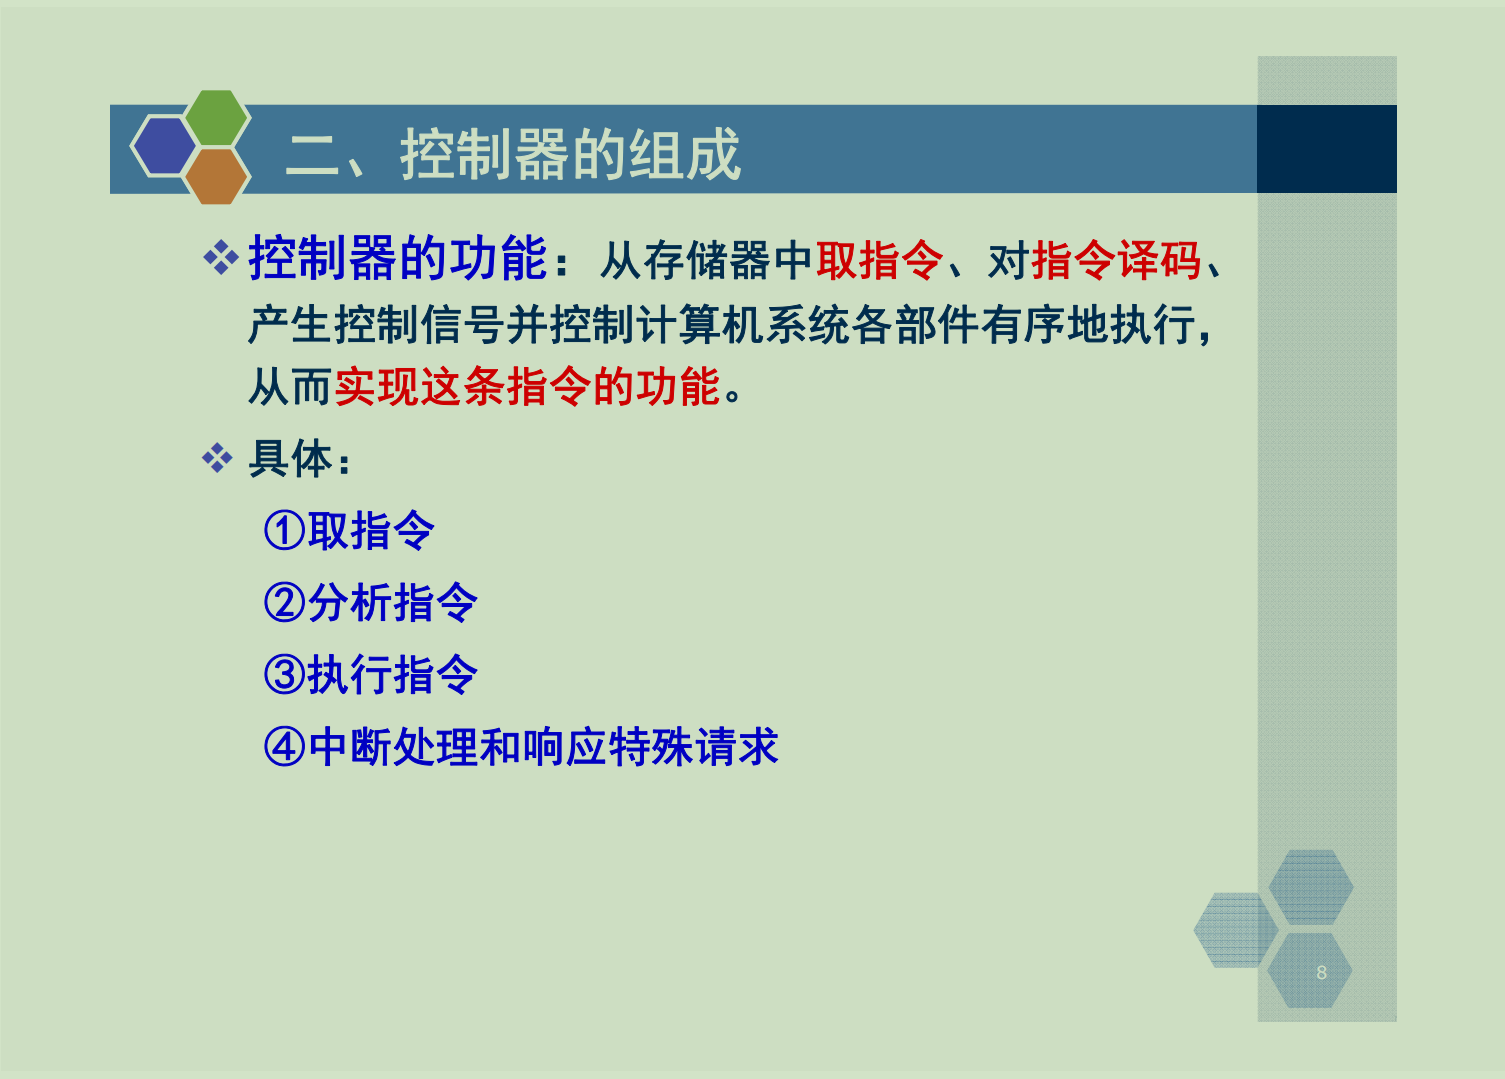 二、控制器的组成
控制器的功能：从存储器中取指令、对指令译码、
产生控制信号并控制计算机系统各部件有序地执行，
从而实现这条指令的功能。
具体：
①取指令
②分析指令
③执行指令
④中断处理和响应特殊请求
8